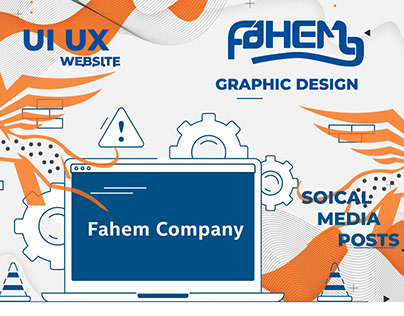 UI UX
WEBSITE
FAHEM
GRAPHIC DESIGN
!
Fahem Company
SOICAL
MEDIA
POSTS